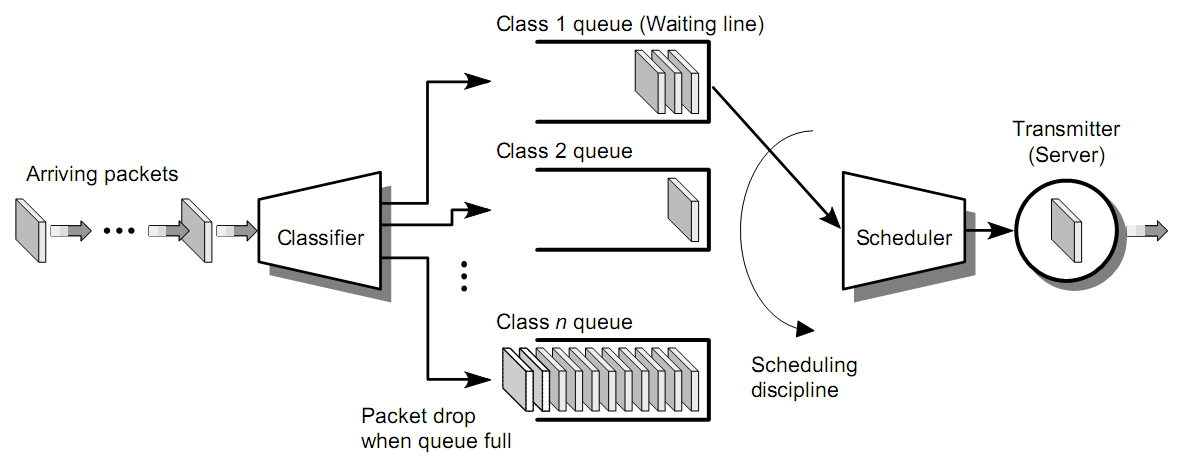 Class 1 queue (Waiting line)
Class 2 queue
Transmitter
(Server)
Arriving packets
Classifier
Scheduler
Class n queue
Scheduling
discipline
Packet drop
when queue full